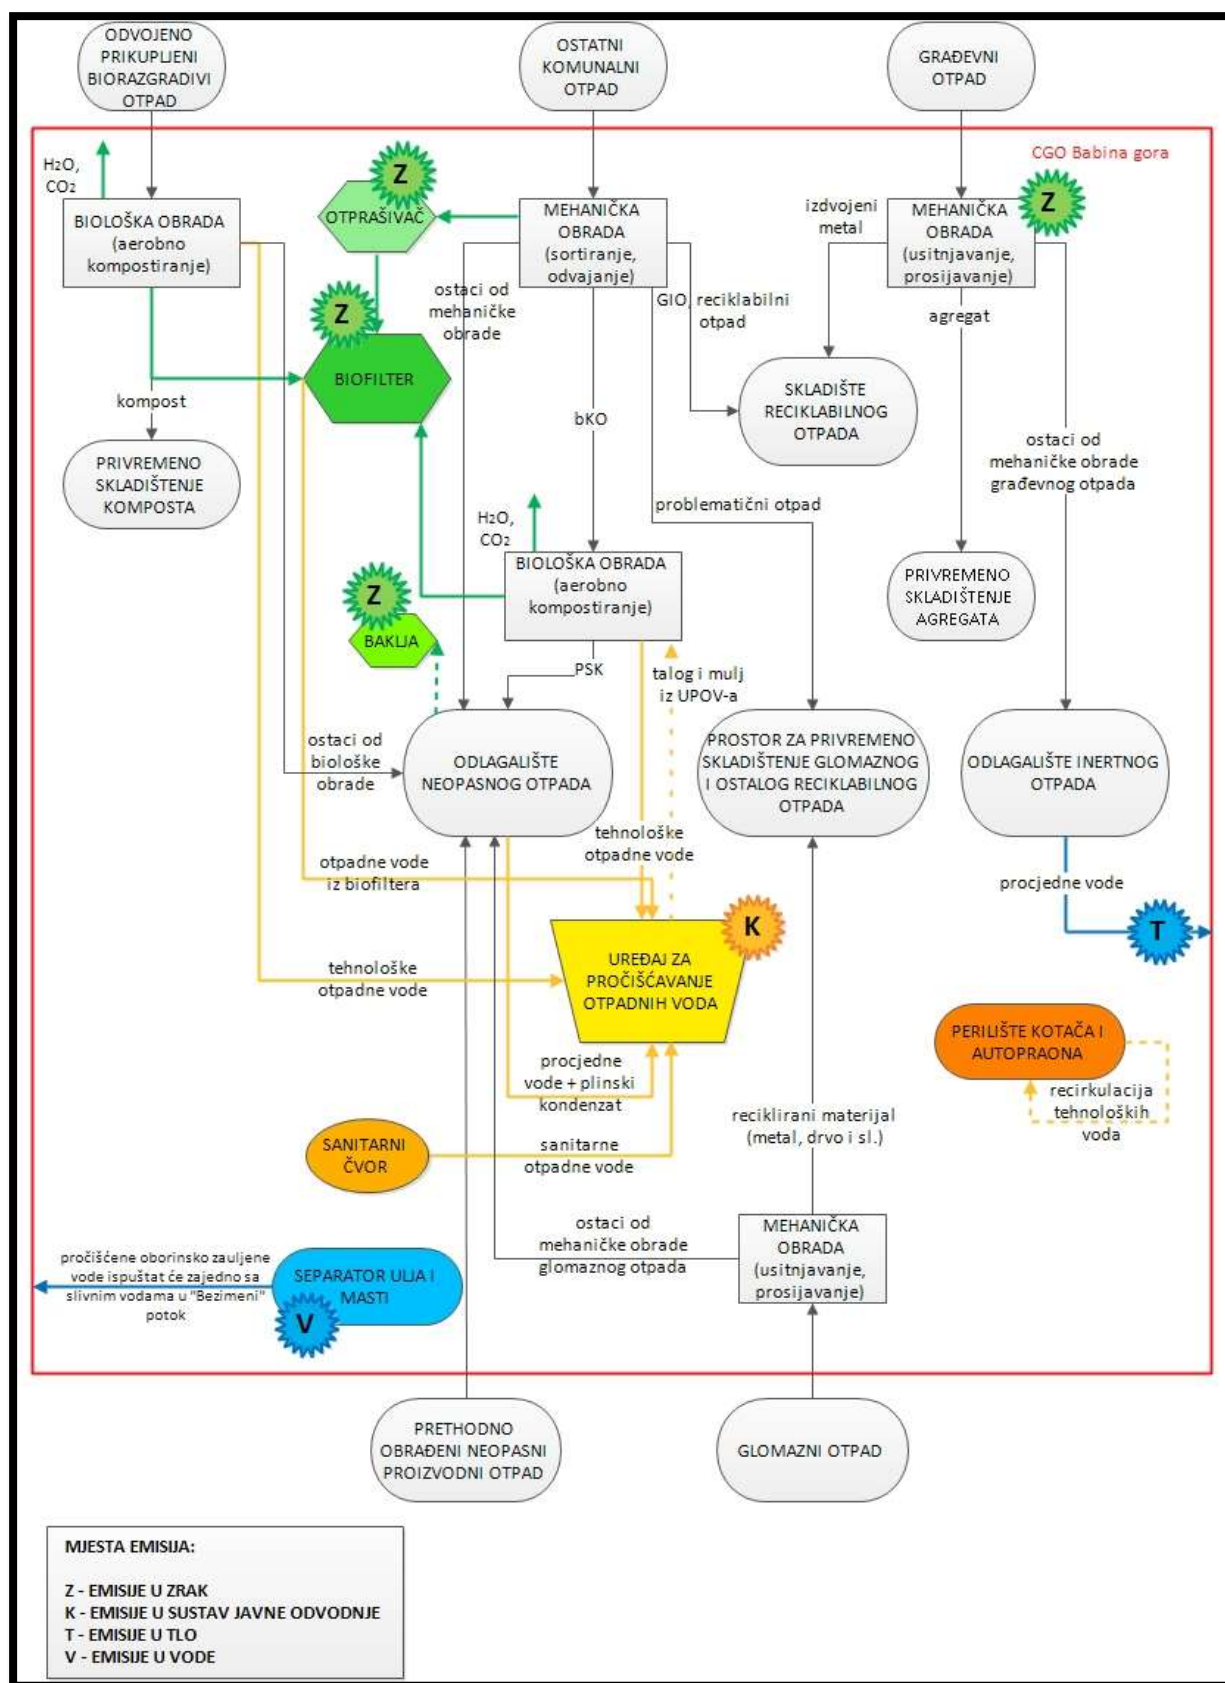 ODVOJENO
PRIKUPLJENI
BIORAZGRADIVI
OTPAD
OSTATNI
KOMUNALNI
OTPAD
GRAĐEVNI
OTPAD
CGO Babina gora
H2O,
CO2
Z
OTPRAŠIVAČ
BIOLOŠKA OBRADA
(aerobno
kompostiranje)
MEHANIČKA
OBRADA
(sortiranje,
odvajanje)
izdvojeni
metal
MEHANIČKA
OBRADA
(usitnjavanje,
prosijavanje)
Z
ostaci od
mehaničke
obrade
GIO, reciklabilni
otpad
agregat
Z
BIOFILTER
kompost
SKLADIŠTE
RECIKLABILNOG
OTPADA
bKO
ostaci od
mehaničke obrade
građevnog otpada
PRIVREMENO
SKLADIŠTENJE
KOMPOSTA
problematični otpad
H2O,
CO2
BIOLOŠKA OBRADA
(aerobno
kompostiranje)
PRIVREMENO
SKLADIŠTENJE
AGREGATA
Z
BAKLJA
PSK
talog i mulj
iz UPOV-a
ostaci od
biološke
obrade
ODLAGALIŠTE
NEOPASNOG OTPADA
PROSTOR ZA PRIVREMENO
SKLADIŠTENJE GLOMAZNOG
I OSTALOG RECIKLABILNOG
OTPADA
ODLAGALIŠTE INERTNOG
OTPADA
tehnološke
otpadne vode
otpadne vode
iz biofiltera
procjedne vode
K
T
UREĐAJ ZA
PROČIŠĆAVANJE
OTPADNIH VODA
tehnološke
otpadne vode
PERILIŠTE KOTAČA I
AUTOPRAONA
procjedne
vode + plinski
kondenzat
recirkulacija
tehnoloških
voda
reciklirani materijal
(metal, drvo i sl.)
SANITARNI
ČVOR
sanitarne
otpadne vode
ostaci od
mehaničke obrade
glomaznog otpada
MEHANIČKA
OBRADA
(usitnjavanje,
prosijavanje)
pročišćene oborinsko zauljene
vode ispuštat će zajedno sa
slivnim vodama u "Bezimeni"
potok
SEPARATOR ULJA I
MASTI
V
PRETHODNO
OBRAĐENI NEOPASNI
PROIZVODNI OTPAD
GLOMAZNI OTPAD
MJESTA EMISIJA:
Z - EMISIJE U ZRAK
K - EMISIJE U SUSTAV JAVNE ODVODNJE
T - EMISIJE U TLO
V - EMISIJE U VODE